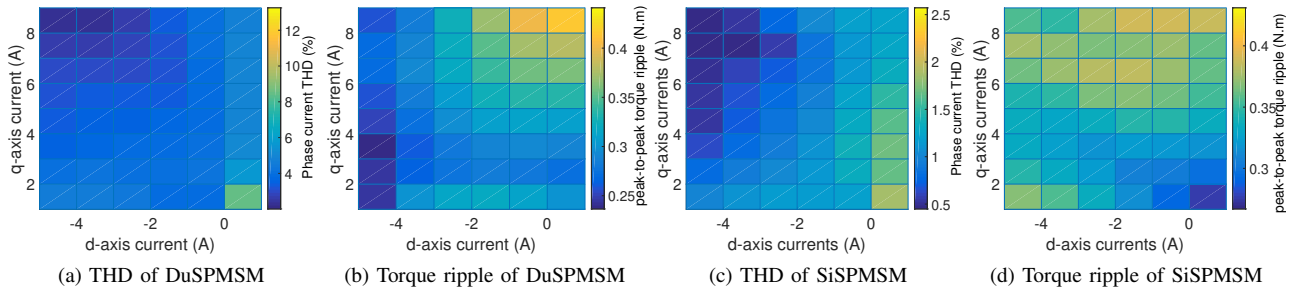 8
6
4
2
-4
-2
0
q-axis current (A)
d-axis current (A)
12
10
8
6
4
Phase current THD (%)
(a) THD of DuSPMSM
8
6
4
2
-4
-2
0
q-axis current (A)
d-axis current (A)
0.4
0.35
0.3
0.25
peak-to-peak torque ripple (N.m)
(b) Torque ripple of DuSPMSM
8
6
4
2
-4
-2
0
q-axis currents (A)
d-axis currents (A)
2.5
2
1.5
1
0.5
Phase current THD (%)
(c) THD of SiSPMSM
8
6
4
2
-4
-2
0
q-axis currents (A)
d-axis currents (A)
0.4
0.35
0.3
peak-to-peak torque ripple (N.m)
(d) Torque ripple of SiSPMSM